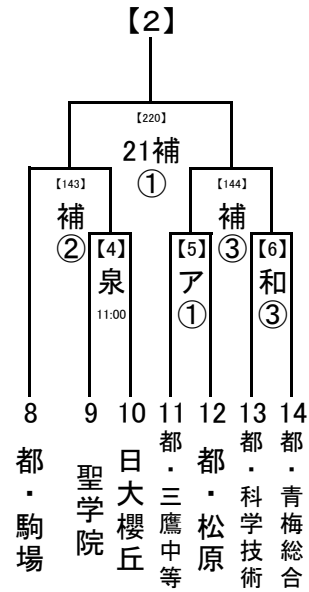 【2】
【220】
21補
①
【143】
補
②
【144】
補
③
【4】
泉
11:00
【5】
ア
①
【6】
和
③
8 9 10 11 12 13 14
都・駒場
聖学院
日大櫻丘
都・三鷹中等
都・松原
都・科学技術
都・青梅総合